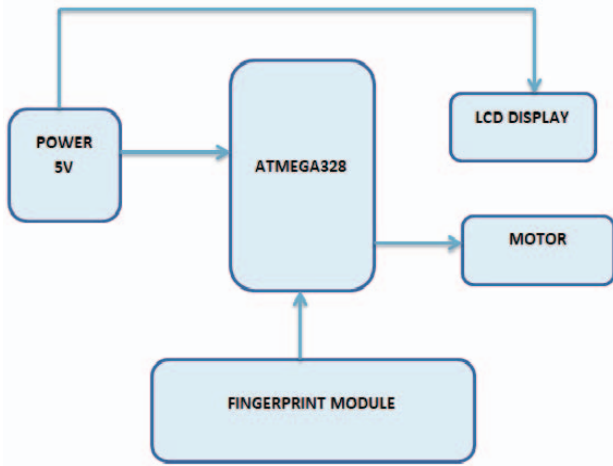 POWER
5V
ATMEGA328
LCD DISPLAY
MOTOR
FINGERPRINT MODULE